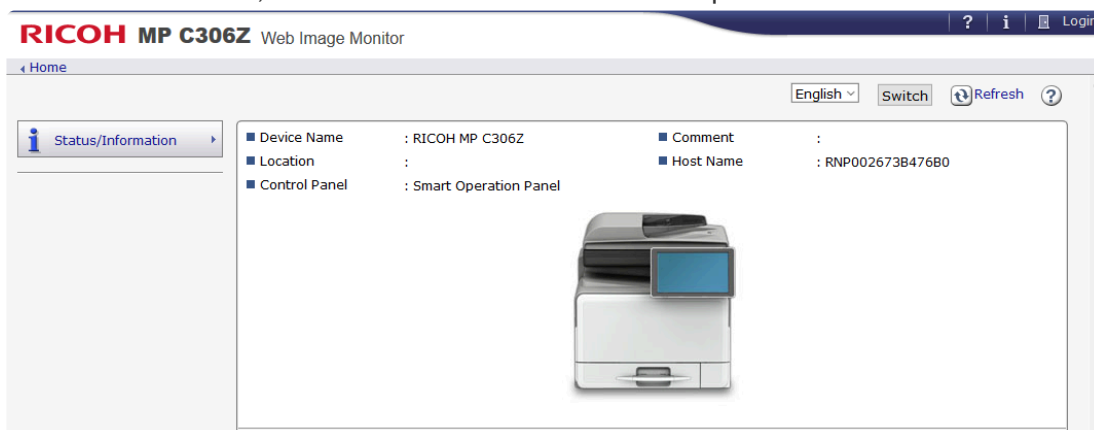 RICOH MP C306Z Web Image Monitor
? i Login
Home
English Switch Refresh ?
Status/Information
Device Name : RICOH MP C306Z Comment :
Location : Host Name : RNP002673B476B0
Control Panel : Smart Operation Panel